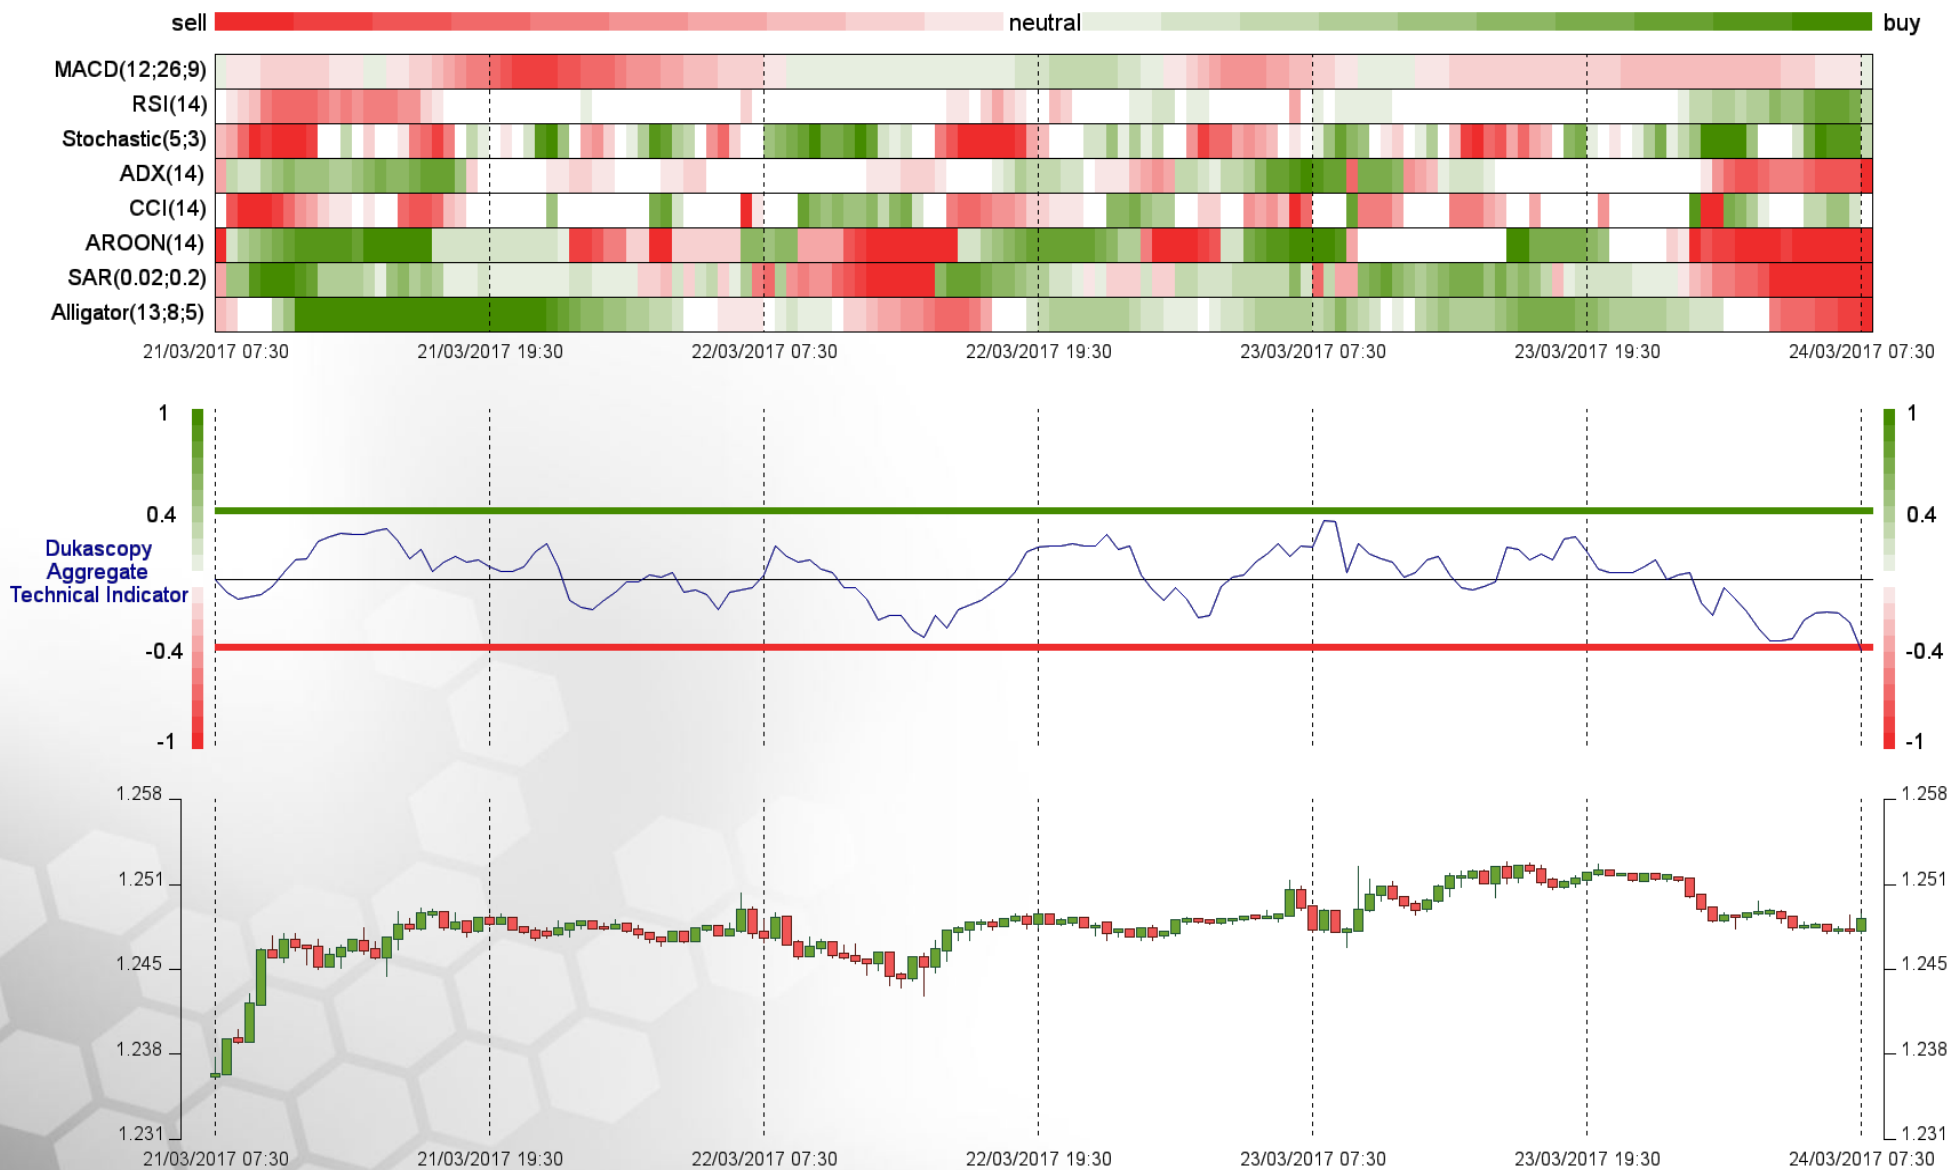 sell neutral buy
MACD(12;26;9)
RSI(14)
Stochastic(5;3)
ADX(14)
CCI(14)
AROON(14)
SAR(0.02;0.2)
Alligator(13;8;5)
21/03/2017 07:30 21/03/2017 19:30 22/03/2017 07:30 22/03/2017 19:30 23/03/2017 07:30 23/03/2017 19:30 24/03/2017 07:30
1 1
0.4 0.4
Dukascopy
Aggregate
Technical Indicator
-0.4 -0.4
-1 -1
1.258 1.258
1.251 1.251
1.245 1.245
1.238 1.238
1.231 1.231
21/03/2017 07:30 21/03/2017 19:30 22/03/2017 07:30 22/03/2017 19:30 23/03/2017 07:30 23/03/2017 19:30 24/03/2017 07:30